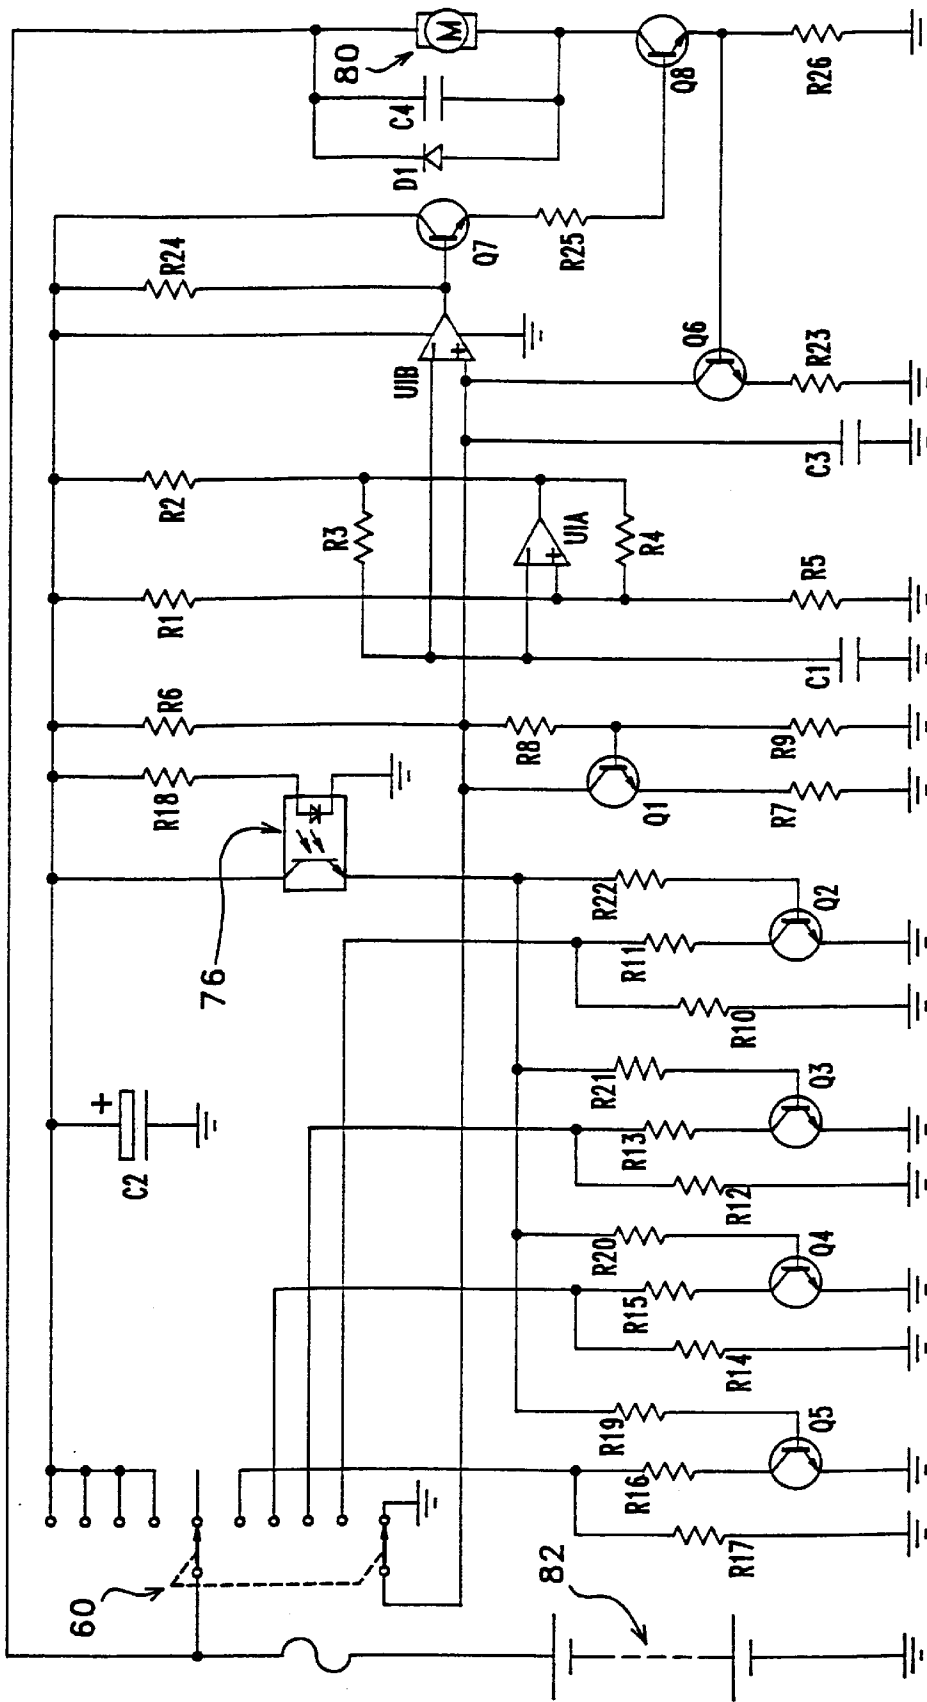 60
82
C2
+
76
R18
R6
R1
R2
R24
D1
C4
80
M
Q8
R26
Q7
R25
U1B
−
+
Q6
R23
C3
R3
U1A
−
+
R4
R5
C1
R8
R9
Q1
R7
R22
R11
Q2
R10
R21
R13
Q3
R12
R20
R15
Q4
R14
R19
R16
Q5
R17